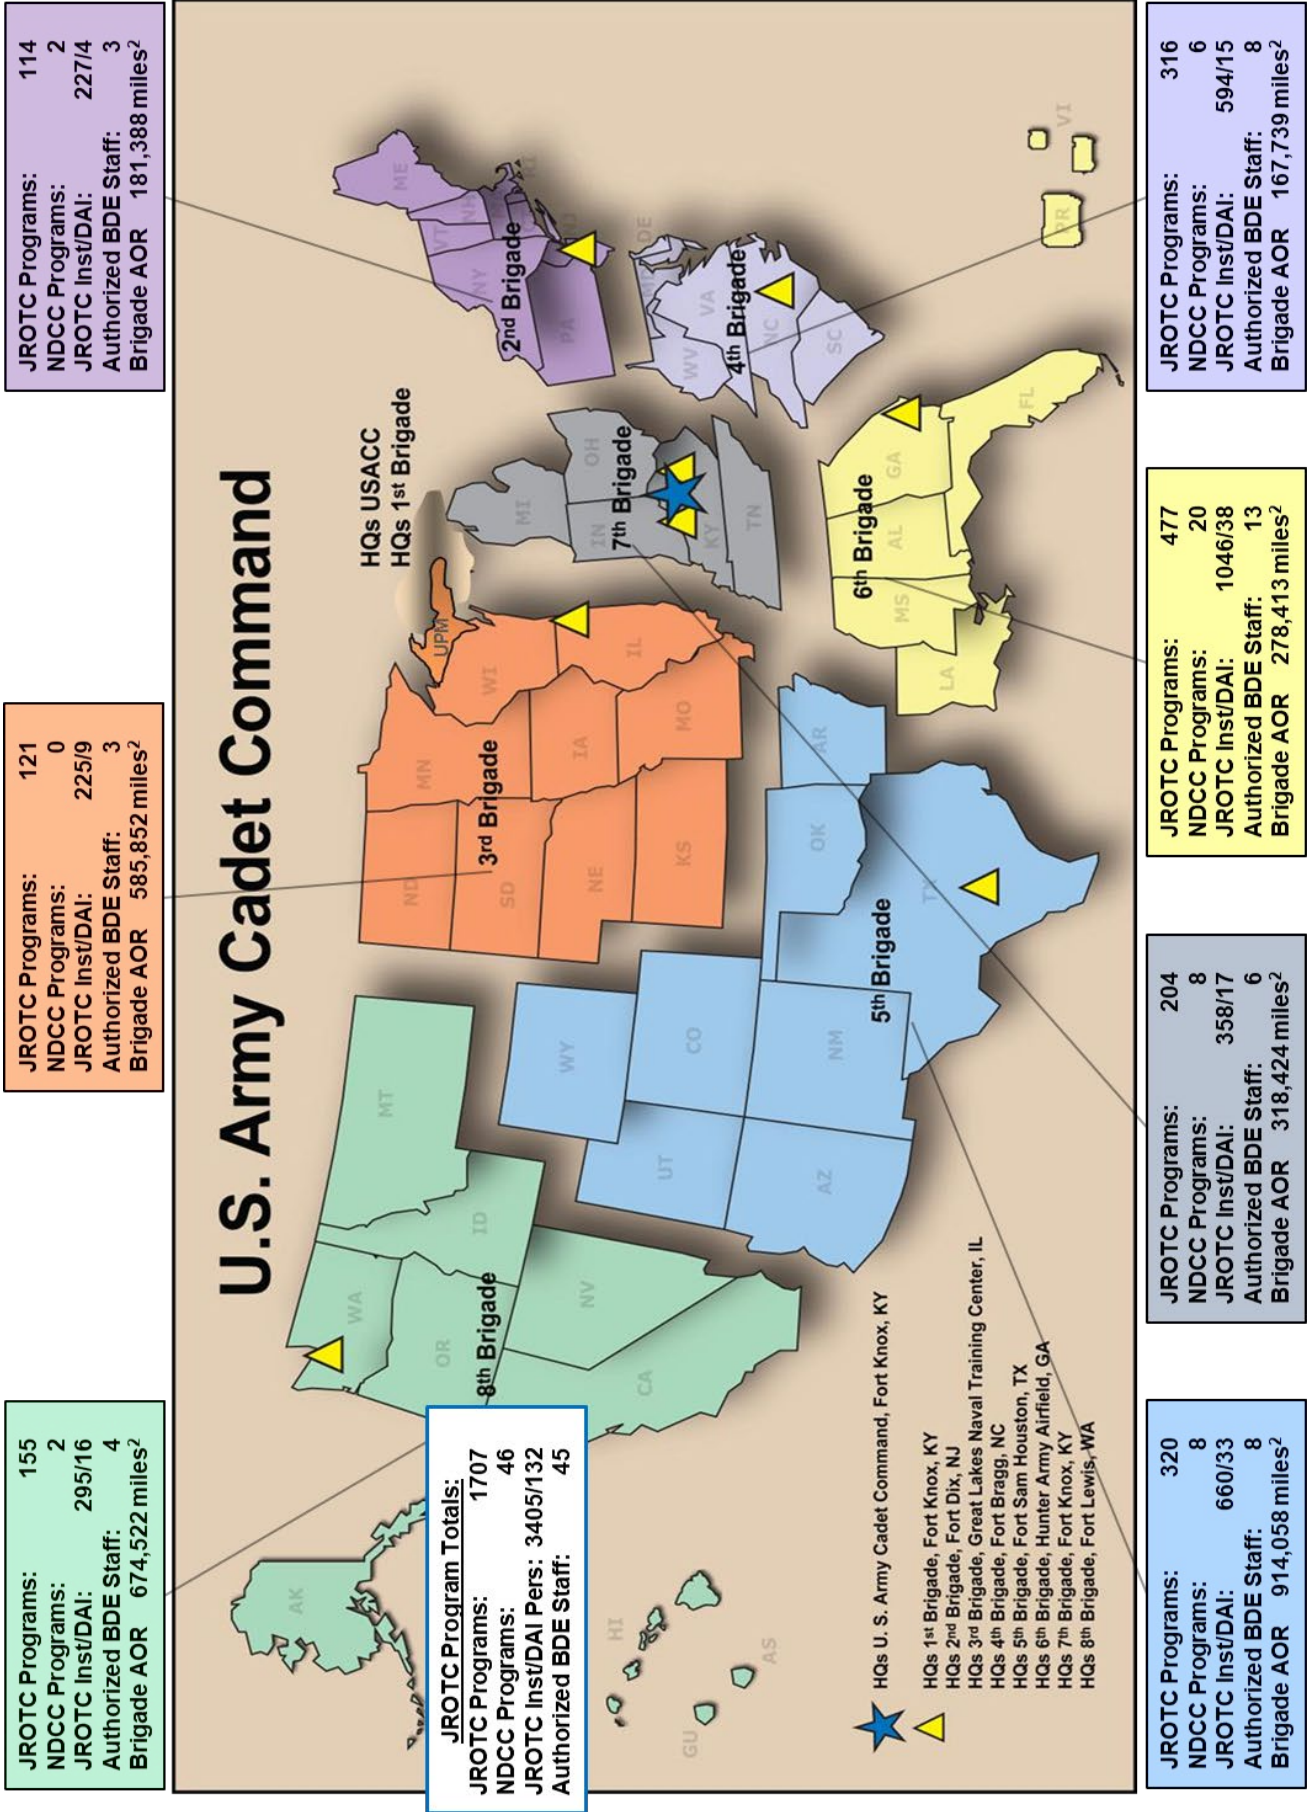 JROTC Programs: 155
NDCC Programs: 2
JROTC Inst/DAI: 295/16
Authorized BDE Staff: 4
Brigade AOR 674,522 miles²
JROTC Programs: 121
NDCC Programs: 0
JROTC Inst/DAI: 225/9
Authorized BDE Staff: 3
Brigade AOR 585,852 miles²
JROTC Programs: 114
NDCC Programs: 2
JROTC Inst/DAI: 227/4
Authorized BDE Staff: 3
Brigade AOR 181,388 miles²
U.S. Army Cadet Command
HQs USACC
HQs 1st Brigade
AK
WA
MT
OR
ID
8th Brigade
NV
CA
HI
GU
AS
WY
UT
CO
AZ
NM
5th Brigade
OK
AR
TX
ND
MN
SD
3rd Brigade
NE
IA
KS
MO
WI
UPM
IL
MI
IN
OH
7th Brigade
KY
TN
ME
VT
NH
NY
RI
2nd Brigade
PA
NJ
DE
MD
WV
VA
4th Brigade
NC
SC
6th Brigade
MS
AL
GA
LA
FL
PR
VI
JROTC Program Totals:
JROTC Programs: 1707
NDCC Programs: 46
JROTC Inst/DAI Pers: 3405/132
Authorized BDE Staff: 45
HQs U. S. Army Cadet Command, Fort Knox, KY
HQs 1st Brigade, Fort Knox, KY
HQs 2nd Brigade, Fort Dix, NJ
HQs 3rd Brigade, Great Lakes Naval Training Center, IL
HQs 4th Brigade, Fort Bragg, NC
HQs 5th Brigade, Fort Sam Houston, TX
HQs 6th Brigade, Hunter Army Airfield, GA
HQs 7th Brigade, Fort Knox, KY
HQs 8th Brigade, Fort Lewis, WA
JROTC Programs: 320
NDCC Programs: 8
JROTC Inst/DAI: 660/33
Authorized BDE Staff: 8
Brigade AOR 914,058 miles²
JROTC Programs: 204
NDCC Programs: 8
JROTC Inst/DAI: 358/17
Authorized BDE Staff: 6
Brigade AOR 318,424 miles²
JROTC Programs: 477
NDCC Programs: 20
JROTC Inst/DAI: 1046/38
Authorized BDE Staff: 13
Brigade AOR 278,413 miles²
JROTC Programs: 316
NDCC Programs: 6
JROTC Inst/DAI: 594/15
Authorized BDE Staff: 8
Brigade AOR 167,739 miles²